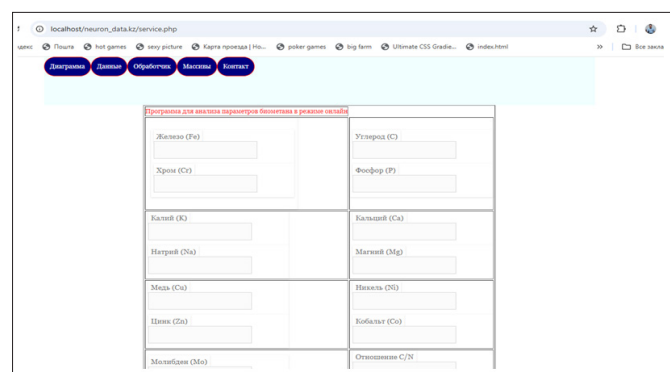 localhost/neuron_data.kz/service.php
Почта hot games sexy picture Карта проезда | Но... poker games big farm Ultimate CSS Gradie... index.html » Все закла
Диаграмма Данные Обработчик Массивы Контакт
Программа для анализа параметров биометана в режиме онлайн
Железо (Fe) Углерод (C)
Хром (Cr) Фосфор (P)
Калий (K) Кальций (Ca)
Натрий (Na) Магний (Mg)
Медь (Cu) Никель (Ni)
Цинк (Zn) Кобальт (Co)
Молибден (Mo) Отношение C/N